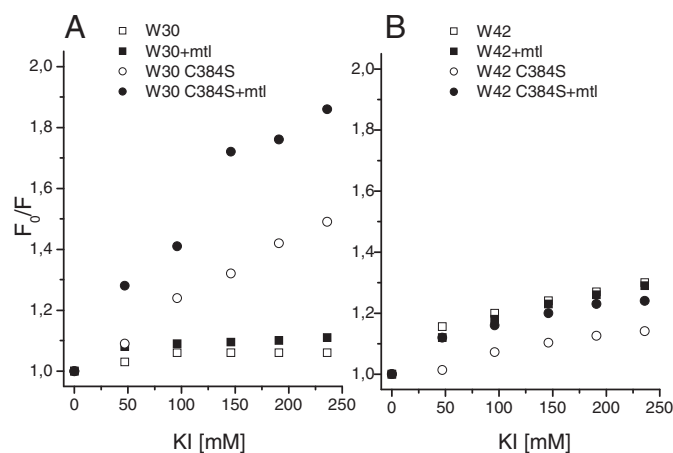 A
W30
W30+mtl
W30 C384S
W30 C384S+mtl
2,0
1,8
1,6
1,4
1,2
1,0
F0/F
0 50 100 150 200 250
KI [mM]
B
W42
W42+mtl
W42 C384S
W42 C384S+mtl
2,0
1,8
1,6
1,4
1,2
1,0
0 50 100 150 200 250
KI [mM]